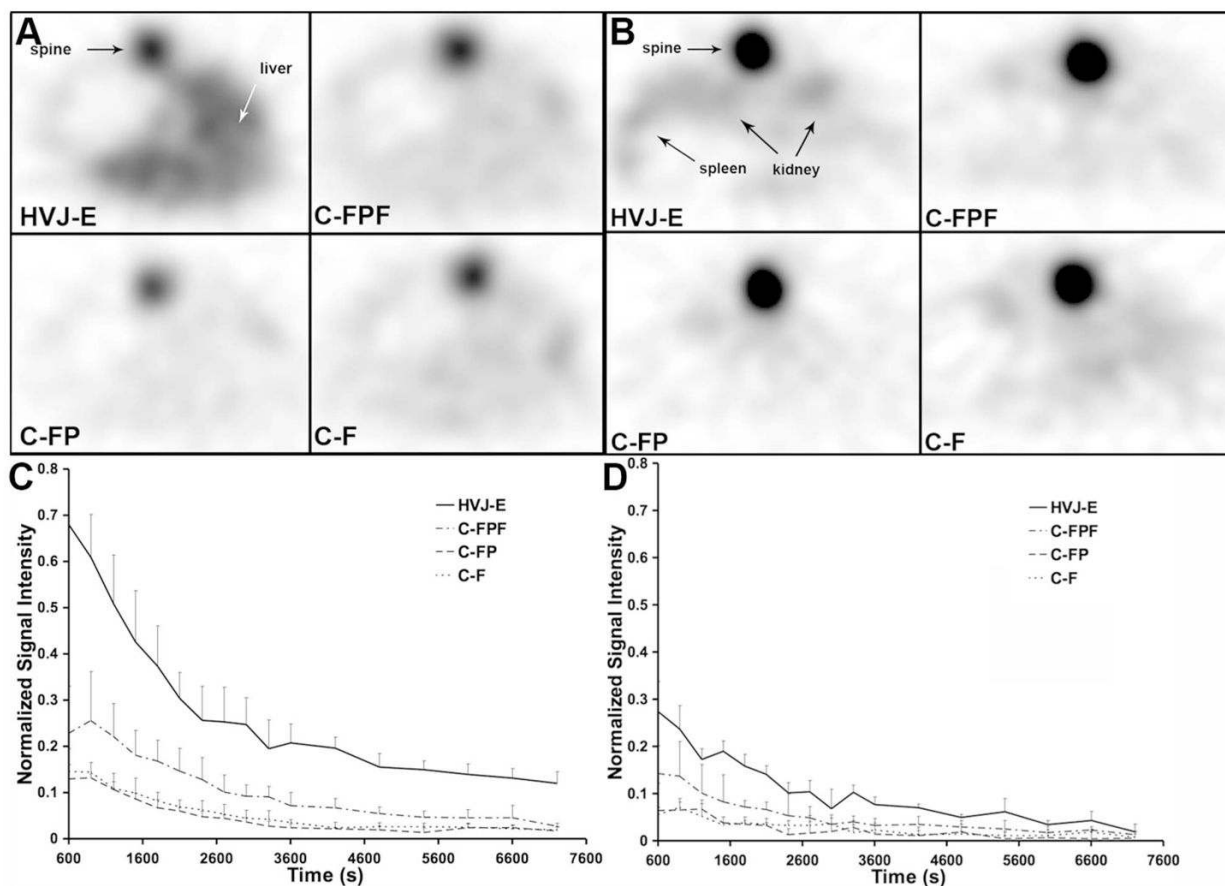 A
spine
liver
HVJ-E
C-FPF
C-FP
C-F
B
spine
spleen
kidney
HVJ-E
C-FPF
C-FP
C-F
C
Normalized Signal Intensity
0.8
0.7
0.6
0.5
0.4
0.3
0.2
0.1
0
600 1600 2600 3600 4600 5600 6600 7600
Time (s)
HVJ-E
C-FPF
C-FP
C-F
D
Normalized Signal Intensity
0.8
0.7
0.6
0.5
0.4
0.3
0.2
0.1
0
600 1600 2600 3600 4600 5600 6600 7600
Time (s)
HVJ-E
C-FPF
C-FP
C-F